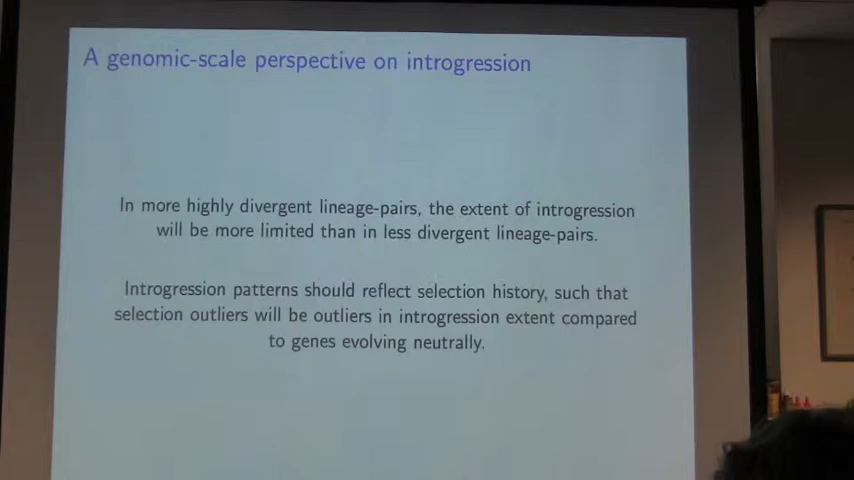 A genomic-scale perspective on introgression
In more highly divergent lineage-pairs, the extent of introgression
will be more limited than in less divergent lineage-pairs.
Introgression patterns should reflect selection history, such that
selection outliers will be outliers in introgression extent compared
to genes evolving neutrally.